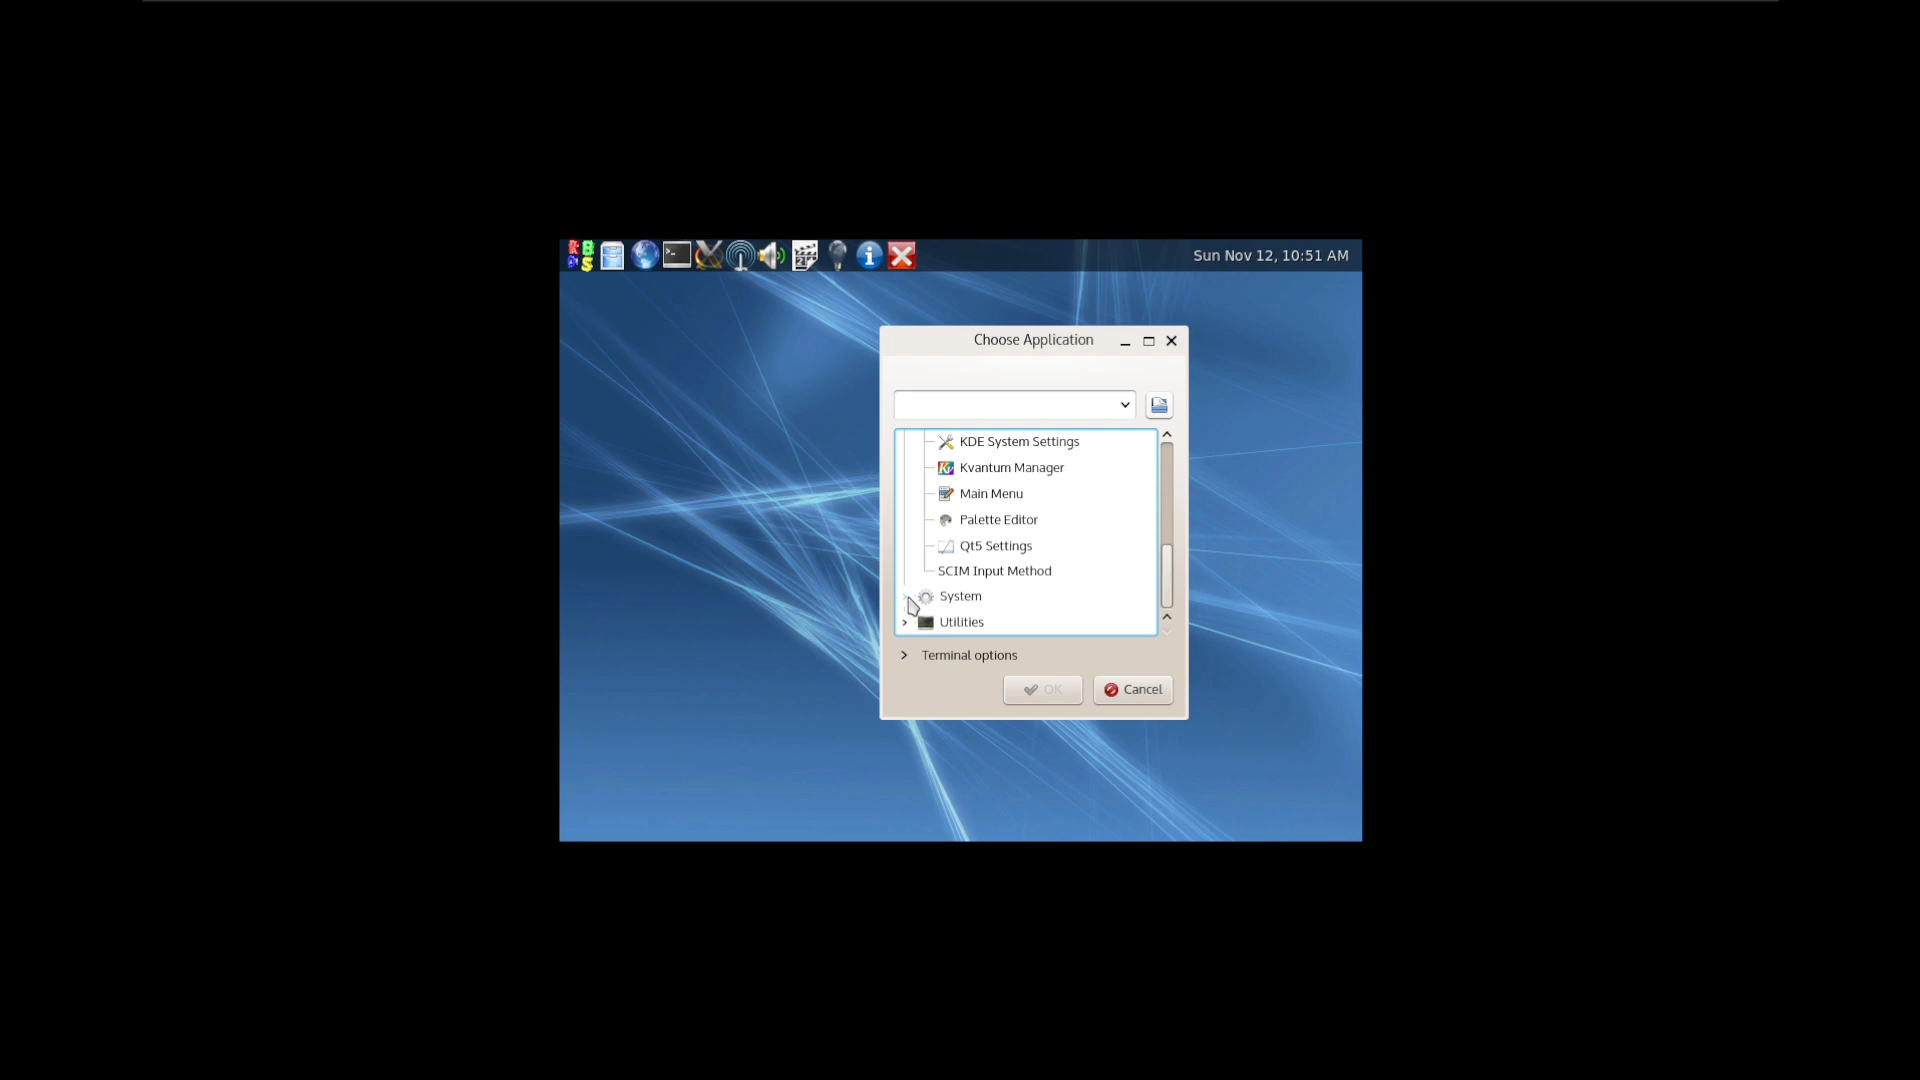 Sun Nov 12, 10:51 AM
Choose Application
KDE System Settings
Kvantum Manager
Main Menu
Palette Editor
Qt5 Settings
SCIM Input Method
System
Utilities
Terminal options
OK
Cancel